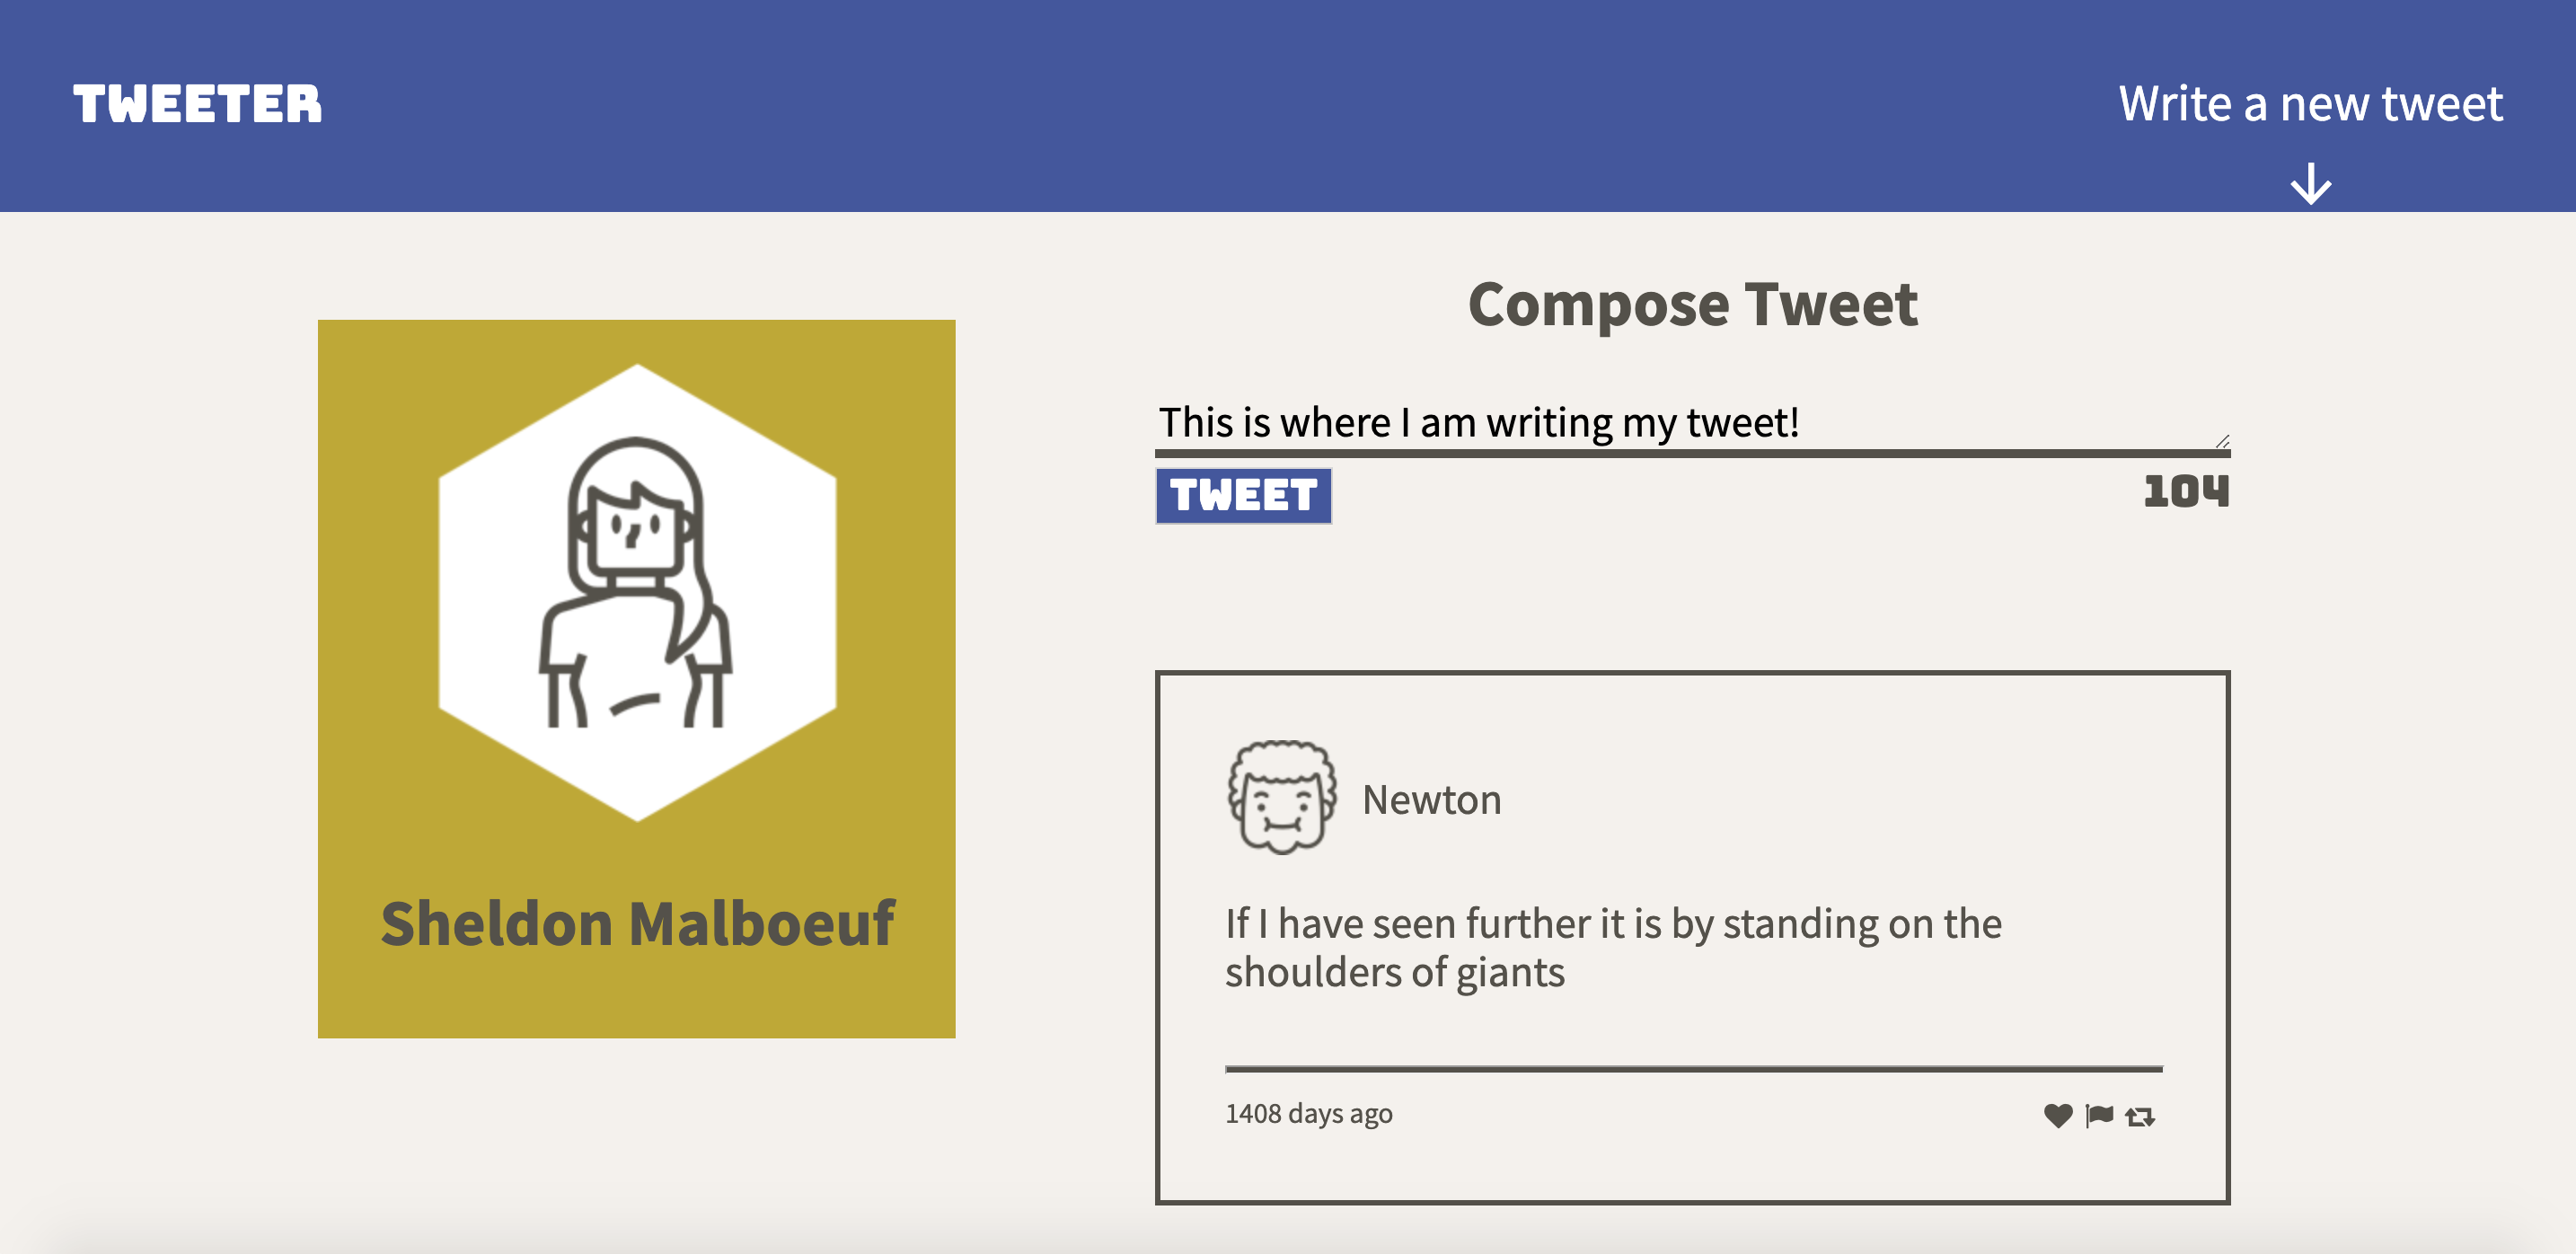 TWEETER
Write a new tweet
Sheldon Malboeuf
Compose Tweet
This is where I am writing my tweet!
TWEET
104
Newton
If I have seen further it is by standing on the
shoulders of giants
1408 days ago